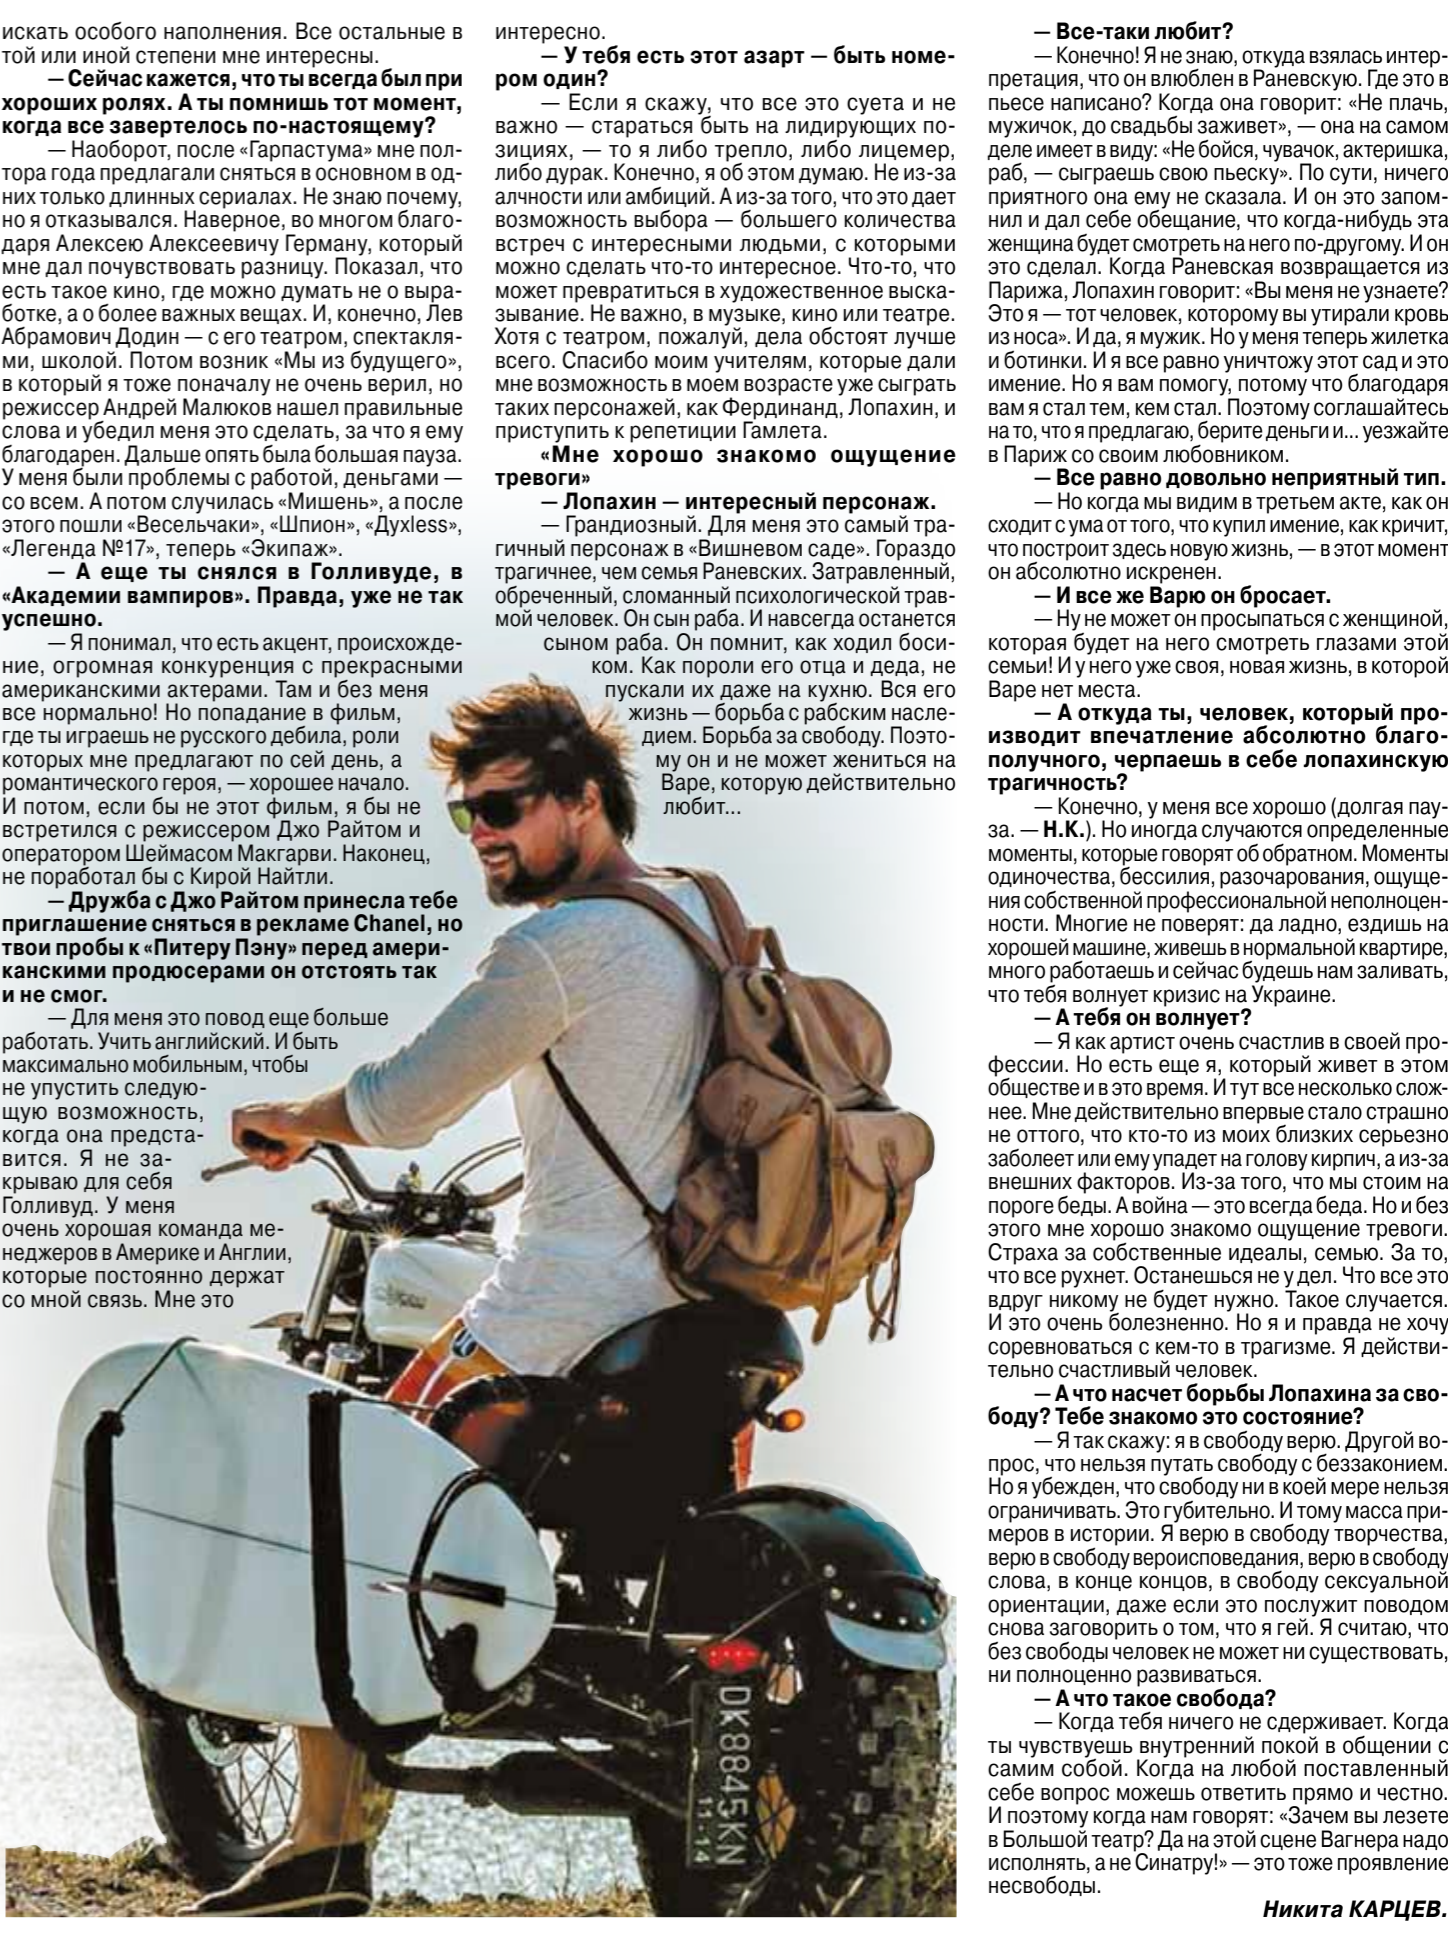 искать особого наполнения. Все остальные в
той или иной степени мне интересны.
— Сейчас кажется, что ты всегда был при
хороших ролях. А ты помнишь тот момент,
когда все завертелось по-настоящему?
— Наоборот, после «Гарпастума» мне пол-
тора года предлагали сняться в основном в од-
них только длинных сериалах. Не знаю почему,
но я отказывался. Наверное, во многом благо-
даря Алексею Алексеевичу Герману, который
мне дал почувствовать разницу. Показал, что
есть такое кино, где можно думать не о выра-
ботке, а о более важных вещах. И, конечно, Лев
Абрамович Додин — с его театром, спектакля-
ми, школой. Потом возник «Мы из будущего»,
в который я тоже поначалу не очень верил, но
режиссер Андрей Малюков нашел правильные
слова и убедил меня это сделать, за что я ему
благодарен. Дальше опять была большая пауза.
У меня были проблемы с работой, деньгами —
со всем. А потом случилась «Мишень», а после
этого пошли «Весельчаки», «Шпион», «Духless»,
«Легенда №17», теперь «Экипаж».
— А еще ты снялся в Голливуде, в
«Академии вампиров». Правда, уже не так
успешно.
— Я понимал, что есть акцент, происхожде-
ние, огромная конкуренция с прекрасными
американскими актерами. Там и без меня
все нормально! Но попадание в фильм,
где ты играешь не русского дебила, роли
которых мне предлагают по сей день, а
романтического героя, — хорошее начало.
И потом, если бы не этот фильм, я бы не
встретился с режиссером Джо Райтом и
оператором Шеймасом Макгарви. Наконец,
не поработал бы с Кирой Найтли.
— Дружба с Джо Райтом принесла тебе
приглашение сняться в рекламе Chanel, но
твои пробы к «Питеру Пэну» перед амери-
канскими продюсерами он отстоять так
и не смог.
— Для меня это повод еще больше
работать. Учить английский. И быть
максимально мобильным, чтобы
не упустить следую-
щую возможность,
когда она предста-
вится. Я не за-
крываю для себя
Голливуд. У меня
очень хорошая команда ме-
неджеров в Америке и Англии,
которые постоянно держат
со мной связь. Мне это
интересно.
— У тебя есть этот азарт — быть номе-
ром один?
— Если я скажу, что все это суета и не
важно — стараться быть на лидирующих по-
зициях, — то я либо трепло, либо лицемер,
либо дурак. Конечно, я об этом думаю. Не из-за
алчности или амбиций. А из-за того, что это дает
возможность выбора — большего количества
встреч с интересными людьми, с которыми
можно сделать что-то интересное. Что-то, что
может превратиться в художественное выска-
зывание. Не важно, в музыке, кино или театре.
Хотя с театром, пожалуй, дела обстоят лучше
всего. Спасибо моим учителям, которые дали
мне возможность в моем возрасте уже сыграть
таких персонажей, как Фердинанд, Лопахин, и
приступить к репетиции Гамлета.
«Мне хорошо знакомо ощущение
тревоги»
— Лопахин — интересный персонаж.
— Грандиозный. Для меня это самый тра-
гичный персонаж в «Вишневом саде». Гораздо
трагичнее, чем семья Раневских. Затравленный,
обреченный, сломанный психологической трав-
мой человек. Он сын раба. И навсегда останется
сыном раба. Он помнит, как ходил боси-
ком. Как пороли его отца и деда, не
пускали их даже на кухню. Вся его
жизнь — борьба с рабским насле-
дием. Борьба за свободу. Поэто-
му он и не может жениться на
Варе, которую действительно
любит...
— Все-таки любит?
— Конечно! Я не знаю, откуда взялась интер-
претация, что он влюблен в Раневскую. Где это в
пьесе написано? Когда она говорит: «Не плачь,
мужичок, до свадьбы заживет», — она на самом
деле имеет в виду: «Не бойся, чувачок, актеришка,
раб, — сыграешь свою пьеску». По сути, ничего
приятного она ему не сказала. И он это запом-
нил и дал себе обещание, что когда-нибудь эта
женщина будет смотреть на него по-другому. И он
это сделал. Когда Раневская возвращается из
Парижа, Лопахин говорит: «Вы меня не узнаете?
Это я — тот человек, которому вы утирали кровь
из носа». И да, я мужик. Но у меня теперь жилетка
и ботинки. И я все равно уничтожу этот сад и это
имение. Но я вам помогу, потому что благодаря
вам я стал тем, кем стал. Поэтому соглашайтесь
на то, что я предлагаю, берите деньги и... уезжайте
в Париж со своим любовником.
— Все равно довольно неприятный тип.
— Но когда мы видим в третьем акте, как он
сходит с ума от того, что купил имение, как кричит,
что построит здесь новую жизнь, — в этот момент
он абсолютно искренен.
— И все же Варю он бросает.
— Ну не может он просыпаться с женщиной,
которая будет на него смотреть глазами этой
семьи! И у него уже своя, новая жизнь, в которой
Варе нет места.
— А откуда ты, человек, который про-
изводит впечатление абсолютно благо-
получного, черпаешь в себе лопахинскую
трагичность?
— Конечно, у меня все хорошо (долгая пау-
за. — Н.К.). Но иногда случаются определенные
моменты, которые говорят об обратном. Моменты
одиночества, бессилия, разочарования, ощуще-
ния собственной профессиональной неполноцен-
ности. Многие не поверят: да ладно, ездишь на
хорошей машине, живешь в нормальной квартире,
много работаешь и сейчас будешь нам заливать,
что тебя волнует кризис на Украине.
— А тебя он волнует?
— Я как артист очень счастлив в своей про-
фессии. Но есть еще я, который живет в этом
обществе и в это время. И тут все несколько слож-
нее. Мне действительно впервые стало страшно
не оттого, что кто-то из моих близких серьезно
заболеет или ему упадет на голову кирпич, а из-за
внешних факторов. Из-за того, что мы стоим на
пороге беды. А война — это всегда беда. Но и без
этого мне хорошо знакомо ощущение тревоги.
Страха за собственные идеалы, семью. За то,
что все рухнет. Останешься не у дел. Что все это
вдруг никому не будет нужно. Такое случается.
И это очень болезненно. Но я и правда не хочу
соревноваться с кем-то в трагизме. Я действи-
тельно счастливый человек.
— А что насчет борьбы Лопахина за сво-
боду? Тебе знакомо это состояние?
— Я так скажу: я в свободу верю. Другой во-
прос, что нельзя путать свободу с беззаконием.
Но я убежден, что свободу ни в коей мере нельзя
ограничивать. Это губительно. И тому масса при-
меров в истории. Я верю в свободу творчества,
верю в свободу вероисповедания, верю в свободу
слова, в конце концов, в свободу сексуальной
ориентации, даже если это послужит поводом
снова заговорить о том, что я гей. Я считаю, что
без свободы человек не может ни существовать,
ни полноценно развиваться.
— А что такое свобода?
— Когда тебя ничего не сдерживает. Когда
ты чувствуешь внутренний покой в общении с
самим собой. Когда на любой поставленный
себе вопрос можешь ответить прямо и честно.
И поэтому когда нам говорят: «Зачем вы лезете
в Большой театр? Да на этой сцене Вагнера надо
исполнять, а не Синатру!» — это тоже проявление
несвободы.
Никита КАРЦЕВ.
DK8845KN
11-14